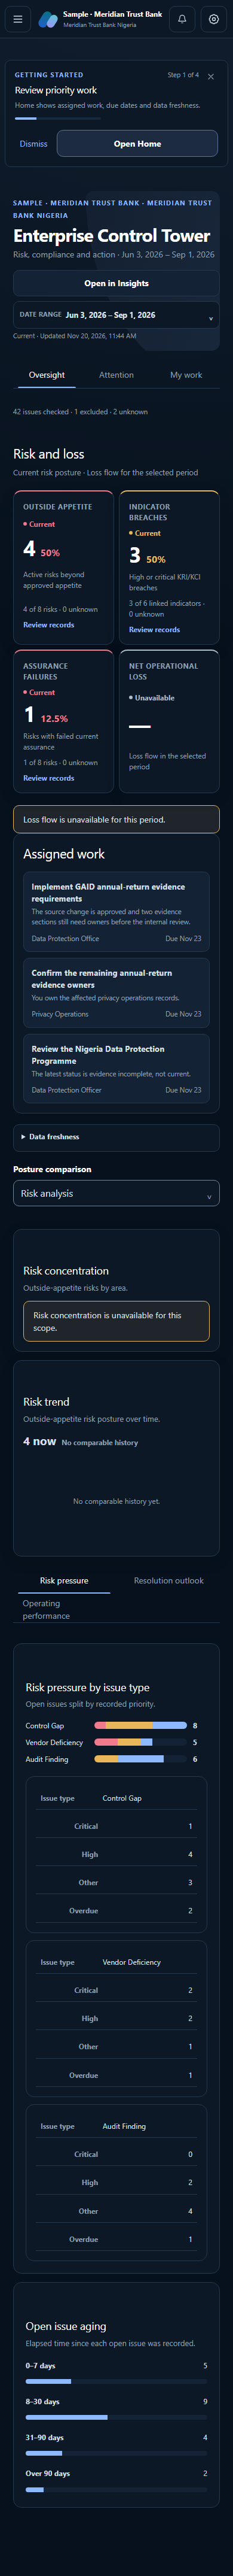 Sample · Meridian Trust Bank
Meridian Trust Bank Nigeria
GETTING STARTED
Step 1 of 4
Review priority work
Home shows assigned work, due dates and data freshness.
Dismiss
Open Home
SAMPLE · MERIDIAN TRUST BANK · MERIDIAN TRUST
BANK NIGERIA
Enterprise Control Tower
Risk, compliance and action · Jun 3, 2026 – Sep 1, 2026
Open in Insights
DATE RANGE Jun 3, 2026 – Sep 1, 2026
Current · Updated Nov 20, 2026, 11:44 AM
Oversight
Attention
My work
42 issues checked · 1 excluded · 2 unknown
Risk and loss
Current risk posture · Loss flow for the selected period
OUTSIDE APPETITE
Current
4 50%
Active risks beyond
approved appetite
4 of 8 risks · 0 unknown
Review records
INDICATOR
BREACHES
Current
3 50%
High or critical KRI/KCI
breaches
3 of 6 linked indicators ·
0 unknown
Review records
ASSURANCE
FAILURES
Current
1 12.5%
Risks with failed current
assurance
1 of 8 risks · 0 unknown
Review records
NET OPERATIONAL
LOSS
Unavailable
—
Loss flow in the selected
period
Loss flow is unavailable for this period.
Assigned work
Implement GAID annual-return evidence
requirements
The source change is approved and two evidence
sections still need owners before the internal review.
Data Protection Office
Due Nov 23
Confirm the remaining annual-return
evidence owners
You own the affected privacy operations records.
Privacy Operations
Due Nov 23
Review the Nigeria Data Protection
Programme
The latest status is evidence incomplete, not current.
Data Protection Officer
Due Nov 23
Data freshness
Posture comparison
Risk analysis
Risk concentration
Outside-appetite risks by area.
Risk concentration is unavailable for this
scope.
Risk trend
Outside-appetite risk posture over time.
4 now No comparable history
No comparable history yet.
Risk pressure
Resolution outlook
Operating
performance
Risk pressure by issue type
Open issues split by recorded priority.
Control Gap 8
Vendor Deficiency 5
Audit Finding 6
Issue type Control Gap
Critical 1
High 4
Other 3
Overdue 2
Issue type Vendor Deficiency
Critical 2
High 2
Other 1
Overdue 1
Issue type Audit Finding
Critical 0
High 2
Other 4
Overdue 1
Open issue aging
Elapsed time since each open issue was recorded.
0–7 days 5
8–30 days 9
31–90 days 4
Over 90 days 2